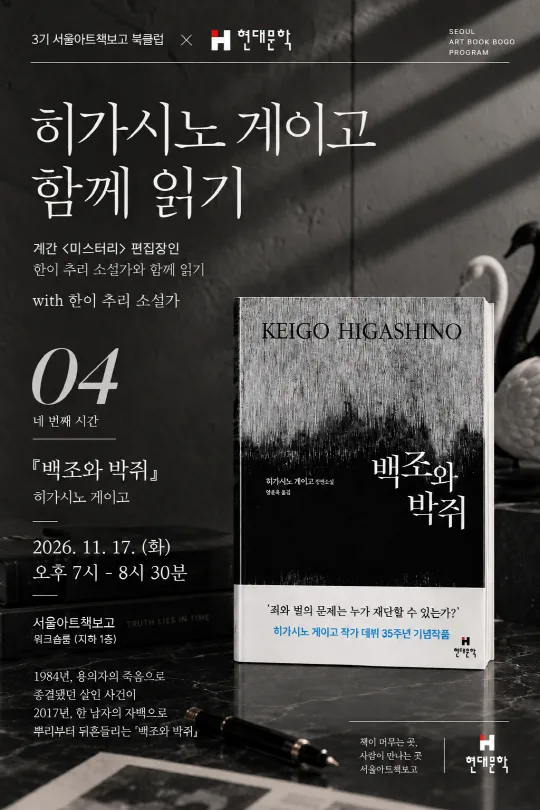 3기 서울아트책보고 북클럽 × 현대문학
SEOUL
ART BOOK BOGO
PROGRAM
히가시노 게이고
함께 읽기
계간 <미스터리> 편집장인
한이 추리 소설가와 함께 읽기
with 한이 추리 소설가
04
네 번째 시간
『백조와 박쥐』
히가시노 게이고
2026. 11. 17. (화)
오후 7시 - 8시 30분
서울아트책보고
워크숍룸 (지하 1층)
TRUTH LIES IN TIME
1984년, 용의자의 죽음으로
종결됐던 살인 사건이
2017년, 한 남자의 자백으로
뿌리부터 뒤흔들리는 『백조와 박쥐』
KEIGO HIGASHINO
백조와
박쥐
히가시노 게이고 장편소설
양윤옥 옮김
'죄와 벌의 문제는 누가 재단할 수 있는가?'
히가시노 게이고 작가 데뷔 35주년 기념작품
현대문학
책이 머무는 곳,
사람이 만나는 곳
서울아트책보고
현대문학